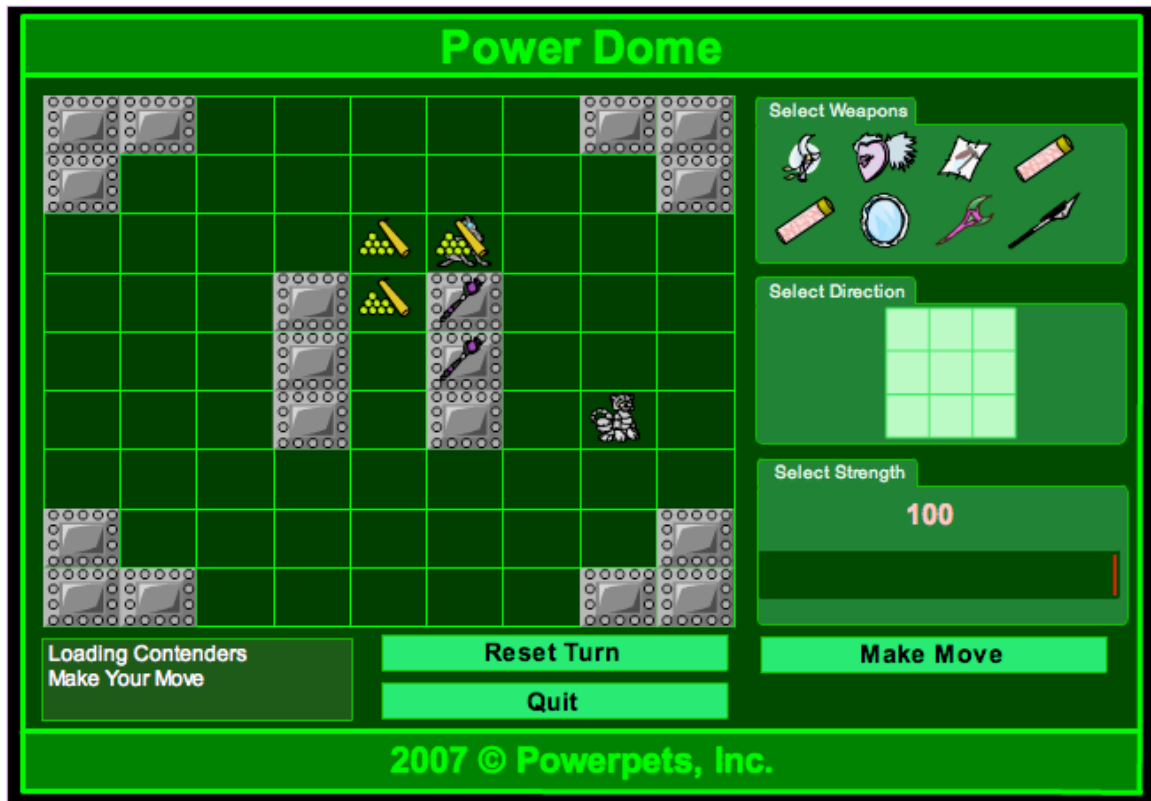 Power Dome
Select Weapons
Select Direction
Select Strength
100
Loading Contenders
Make Your Move
Reset Turn
Quit
Make Move
2007 © Powerpets, Inc.